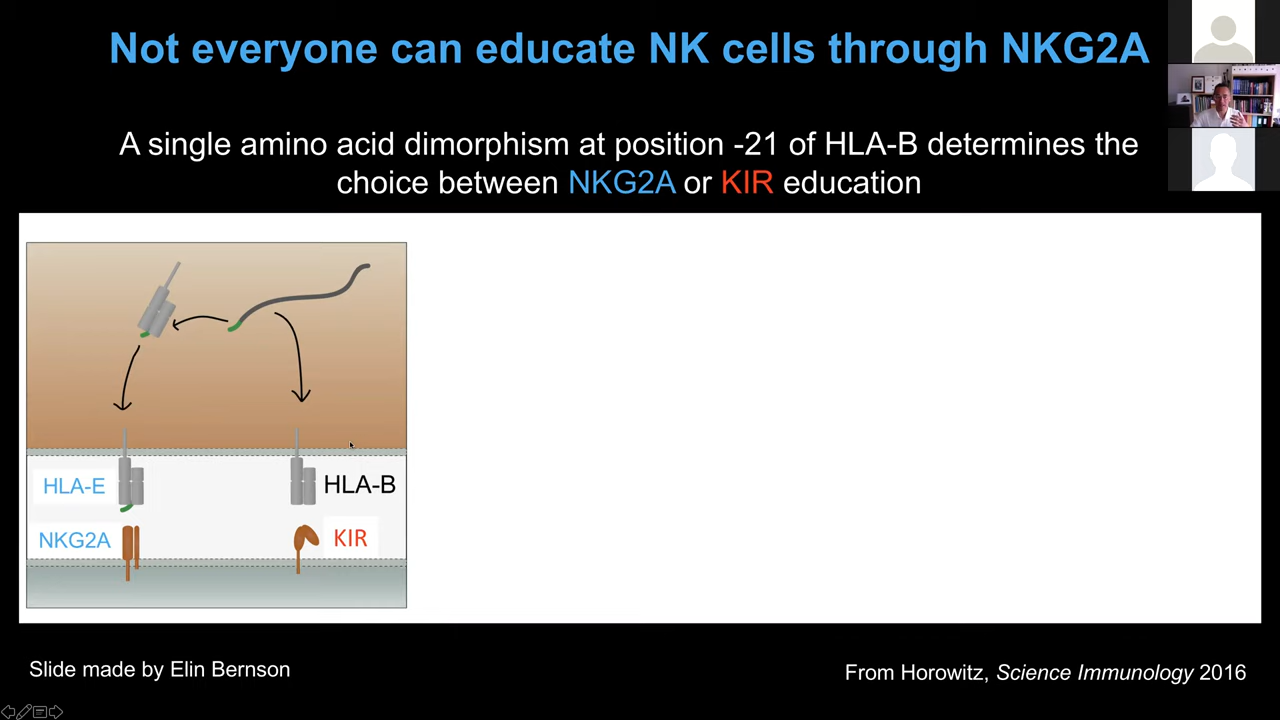 Not everyone can educate NK cells through NKG2A
A single amino acid dimorphism at position -21 of HLA-B determines the
choice between NKG2A or KIR education
HLA-E
HLA-B
NKG2A
KIR
Slide made by Elin Bernson
From Horowitz, Science Immunology 2016